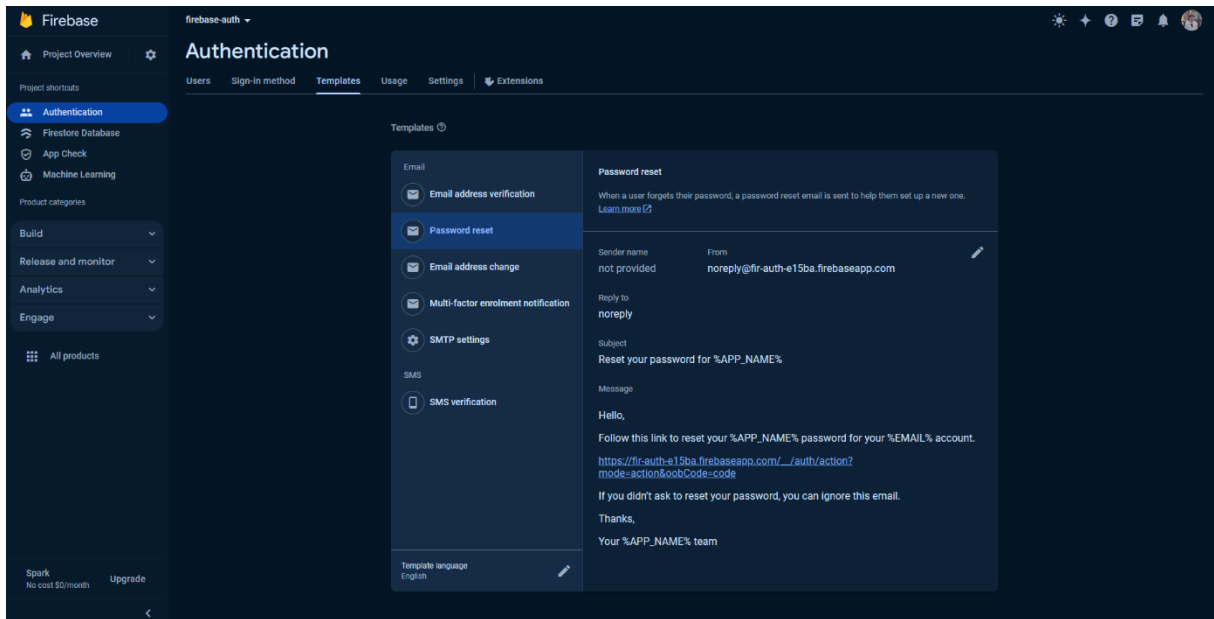 Firebase
Project Overview
Project shortcuts
Authentication
Firestore Database
App Check
Machine Learning
Product categories
Build
Release and monitor
Analytics
Engage
All products
Spark
No cost $0/month
Upgrade
firebase-auth
Authentication
Users Sign-in method Templates Usage Settings Extensions
Templates
Email
Email address verification
Password reset
Email address change
Multi-factor enrolment notification
SMTP settings
SMS
SMS verification
Template language
English
Password reset
When a user forgets their password, a password reset email is sent to help them set up a new one.
Learn more
Sender name From
not provided noreply@fir-auth-e15ba.firebaseapp.com
Reply to
noreply
Subject
Reset your password for %APP_NAME%
Message
Hello,
Follow this link to reset your %APP_NAME% password for your %EMAIL% account.
https://fir-auth-e15ba.firebaseapp.com/__/auth/action?
mode=action&oobCode=code
If you didn't ask to reset your password, you can ignore this email.
Thanks,
Your %APP_NAME% team